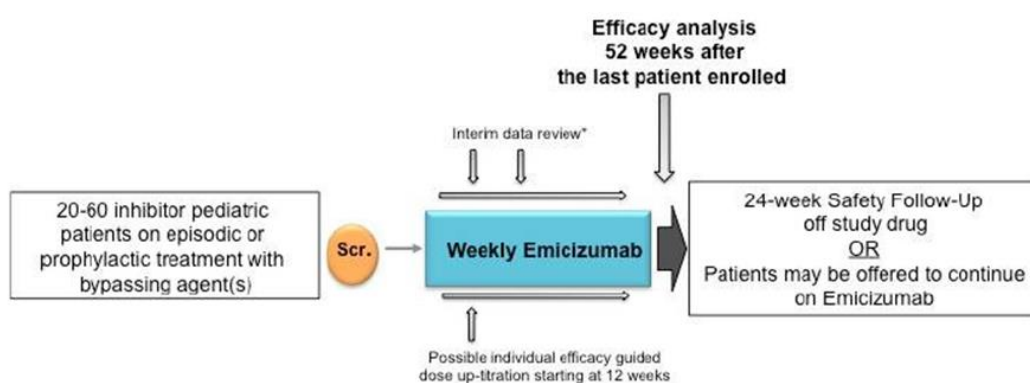 Efficacy analysis
52 weeks after
the last patient enrolled
Interim data review*
20-60 inhibitor pediatric
patients on episodic or
prophylactic treatment with
bypassing agent(s)
Scr.
Weekly Emicizumab
24-week Safety Follow-Up
off study drug
OR
Patients may be offered to continue
on Emicizumab
Possible individual efficacy guided
dose up-titration starting at 12 weeks